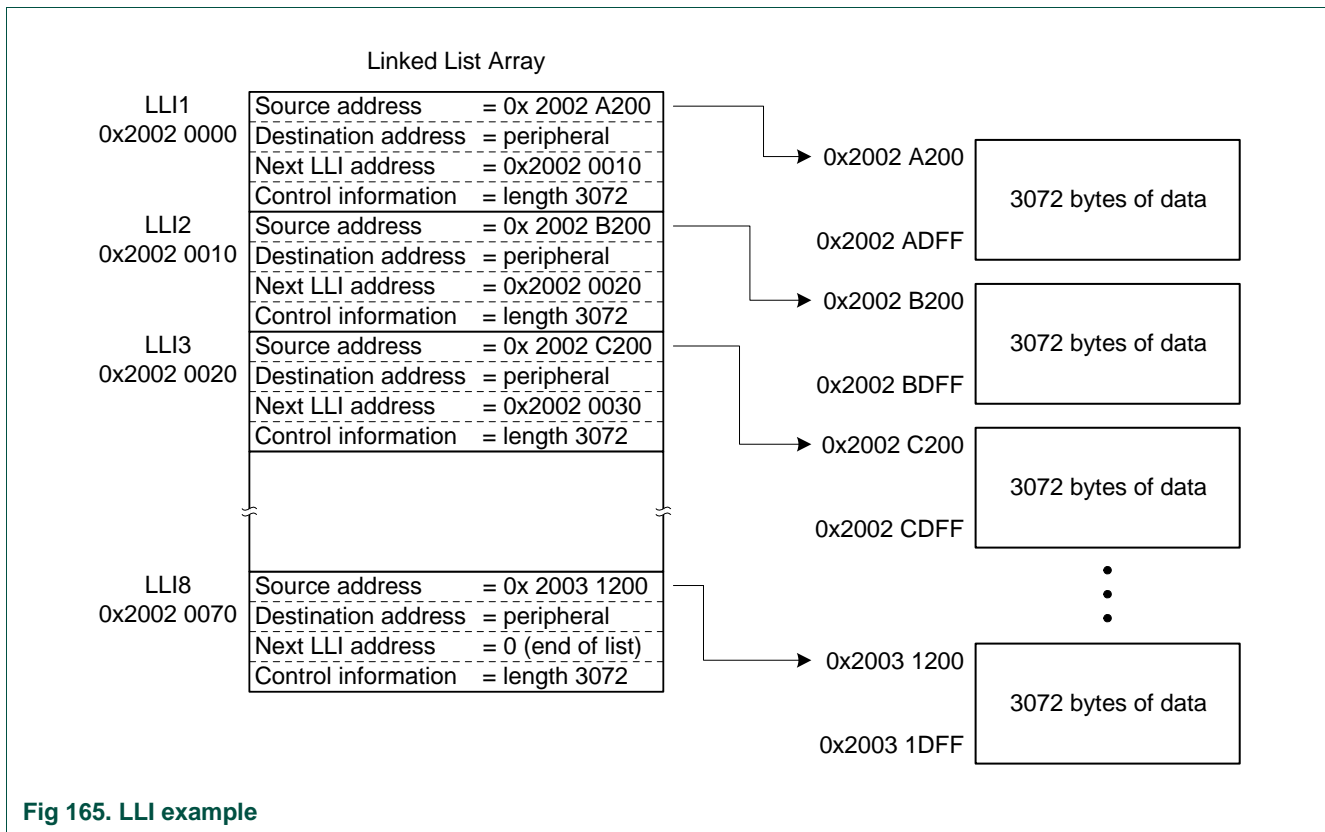 Linked List Array
LLI1
0x2002 0000
Source address = 0x 2002 A200
Destination address = peripheral
Next LLI address = 0x2002 0010
Control information = length 3072
LLI2
0x2002 0010
Source address = 0x 2002 B200
Destination address = peripheral
Next LLI address = 0x2002 0020
Control information = length 3072
LLI3
0x2002 0020
Source address = 0x 2002 C200
Destination address = peripheral
Next LLI address = 0x2002 0030
Control information = length 3072
LLI8
0x2002 0070
Source address = 0x 2003 1200
Destination address = peripheral
Next LLI address = 0 (end of list)
Control information = length 3072
0x2002 A200
3072 bytes of data
0x2002 ADFF
0x2002 B200
3072 bytes of data
0x2002 BDFF
0x2002 C200
3072 bytes of data
0x2002 CDFF
0x2003 1200
3072 bytes of data
0x2003 1DFF
Fig 165. LLI example